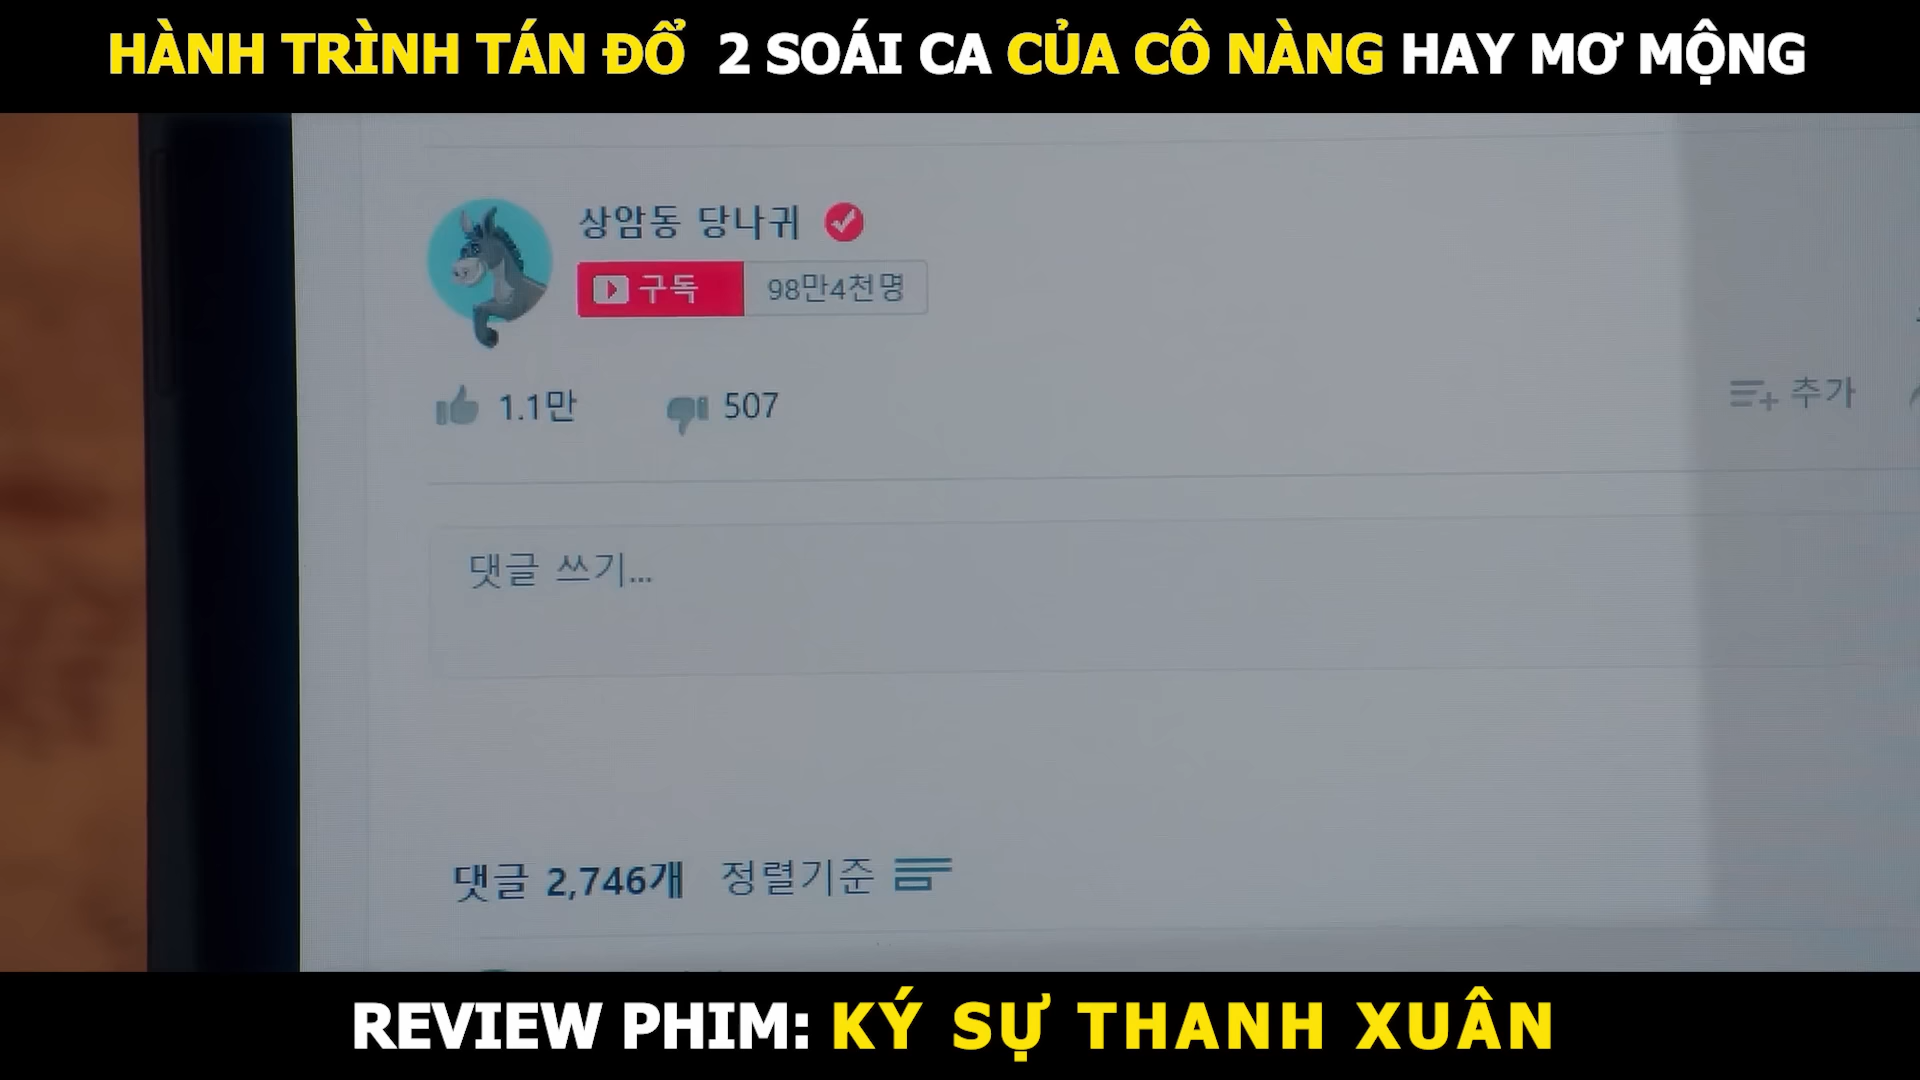 HÀNH TRÌNH TÁN ĐỔ 2 SOÁI CA CỦA CÔ NÀNG HAY MƠ MỘNG
상암동 당나귀
구독 98만4천명
1.1만 507
추가
댓글 쓰기...
댓글 2,746개 정렬기준
REVIEW PHIM: KÝ SỰ THANH XUÂN